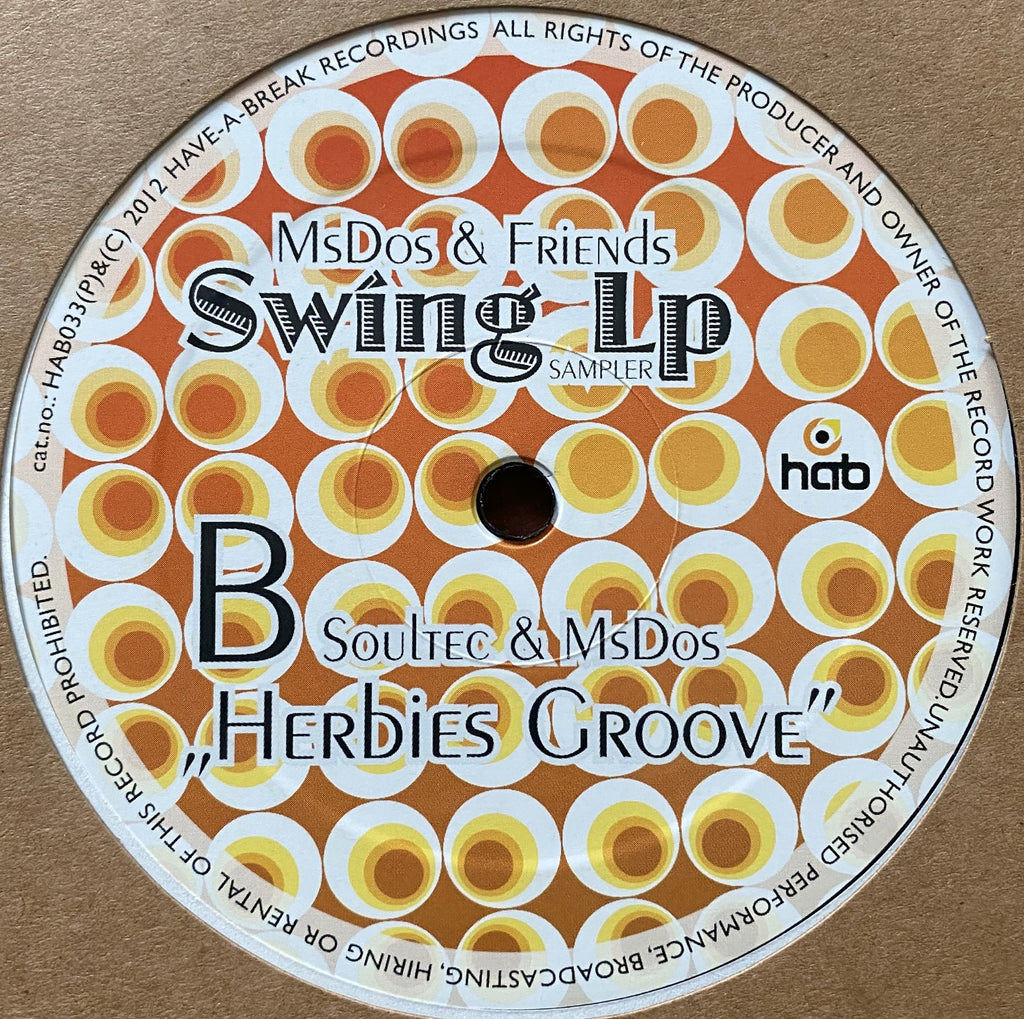 cat.no.: HAB033(P)&(C) 2012 HAVE-A-BREAK RECORDINGS ALL RIGHTS OF THE PRODUCER AND OWNER OF THE RECORD WORK RESERVED.UNAUTHORISED PERFORMANCE, BROADCASTING, HIRING OR RENTAL OF THIS RECORD PROHIBITED.
MsDos & Friends
Swing Lp
SAMPLER
hab
B
Soultec & MsDos
„Herbies Groove”